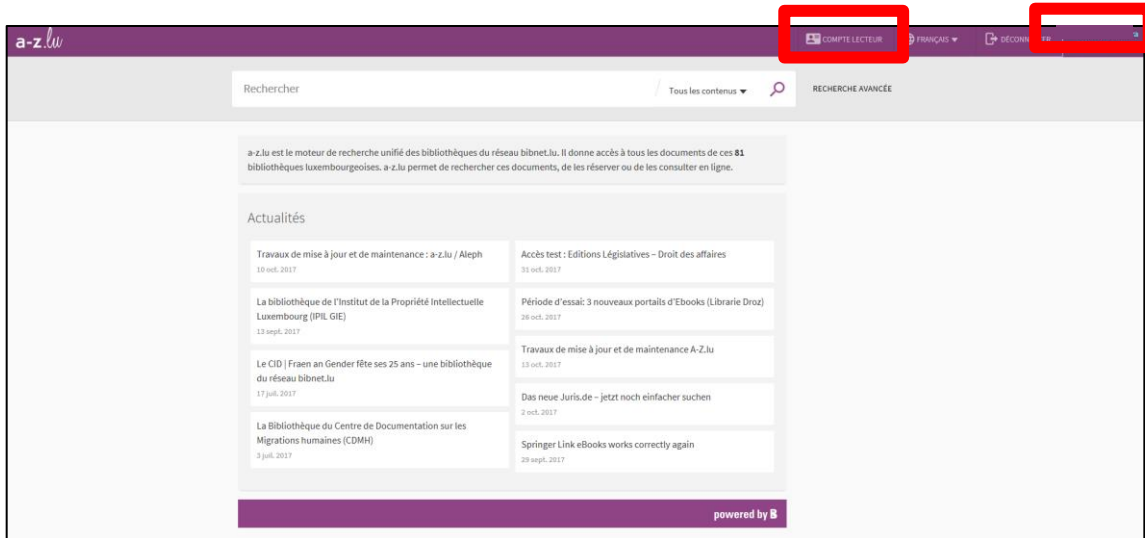 a-z.lu
COMPTE LECTEUR
FRANÇAIS
Rechercher
Tous les contenus
RECHERCHE AVANCÉE
a-z.lu est le moteur de recherche unifié des bibliothèques du réseau bibnet.lu. Il donne accès à tous les documents de ces 81
bibliothèques luxembourgeoises. a-z.lu permet de rechercher ces documents, de les réserver ou de les consulter en ligne.
Actualités
Travaux de mise à jour et de maintenance : a-z.lu / Aleph
10 oct. 2017
La bibliothèque de l'Institut de la Propriété Intellectuelle
Luxembourg (IPIL GIE)
13 sept. 2017
Le CID | Fraen an Gender fête ses 25 ans – une bibliothèque
du réseau bibnet.lu
17 juil. 2017
La Bibliothèque du Centre de Documentation sur les
Migrations humaines (CDMH)
3 juil. 2017
Accès test : Editions Législatives – Droit des affaires
31 oct. 2017
Période d'essai: 3 nouveaux portails d'Ebooks (Librarie Droz)
26 oct. 2017
Travaux de mise à jour et de maintenance A-Z.lu
13 oct. 2017
Das neue Juris.de – jetzt noch einfacher suchen
2 oct. 2017
Springer Link eBooks works correctly again
29 sept. 2017
powered by B